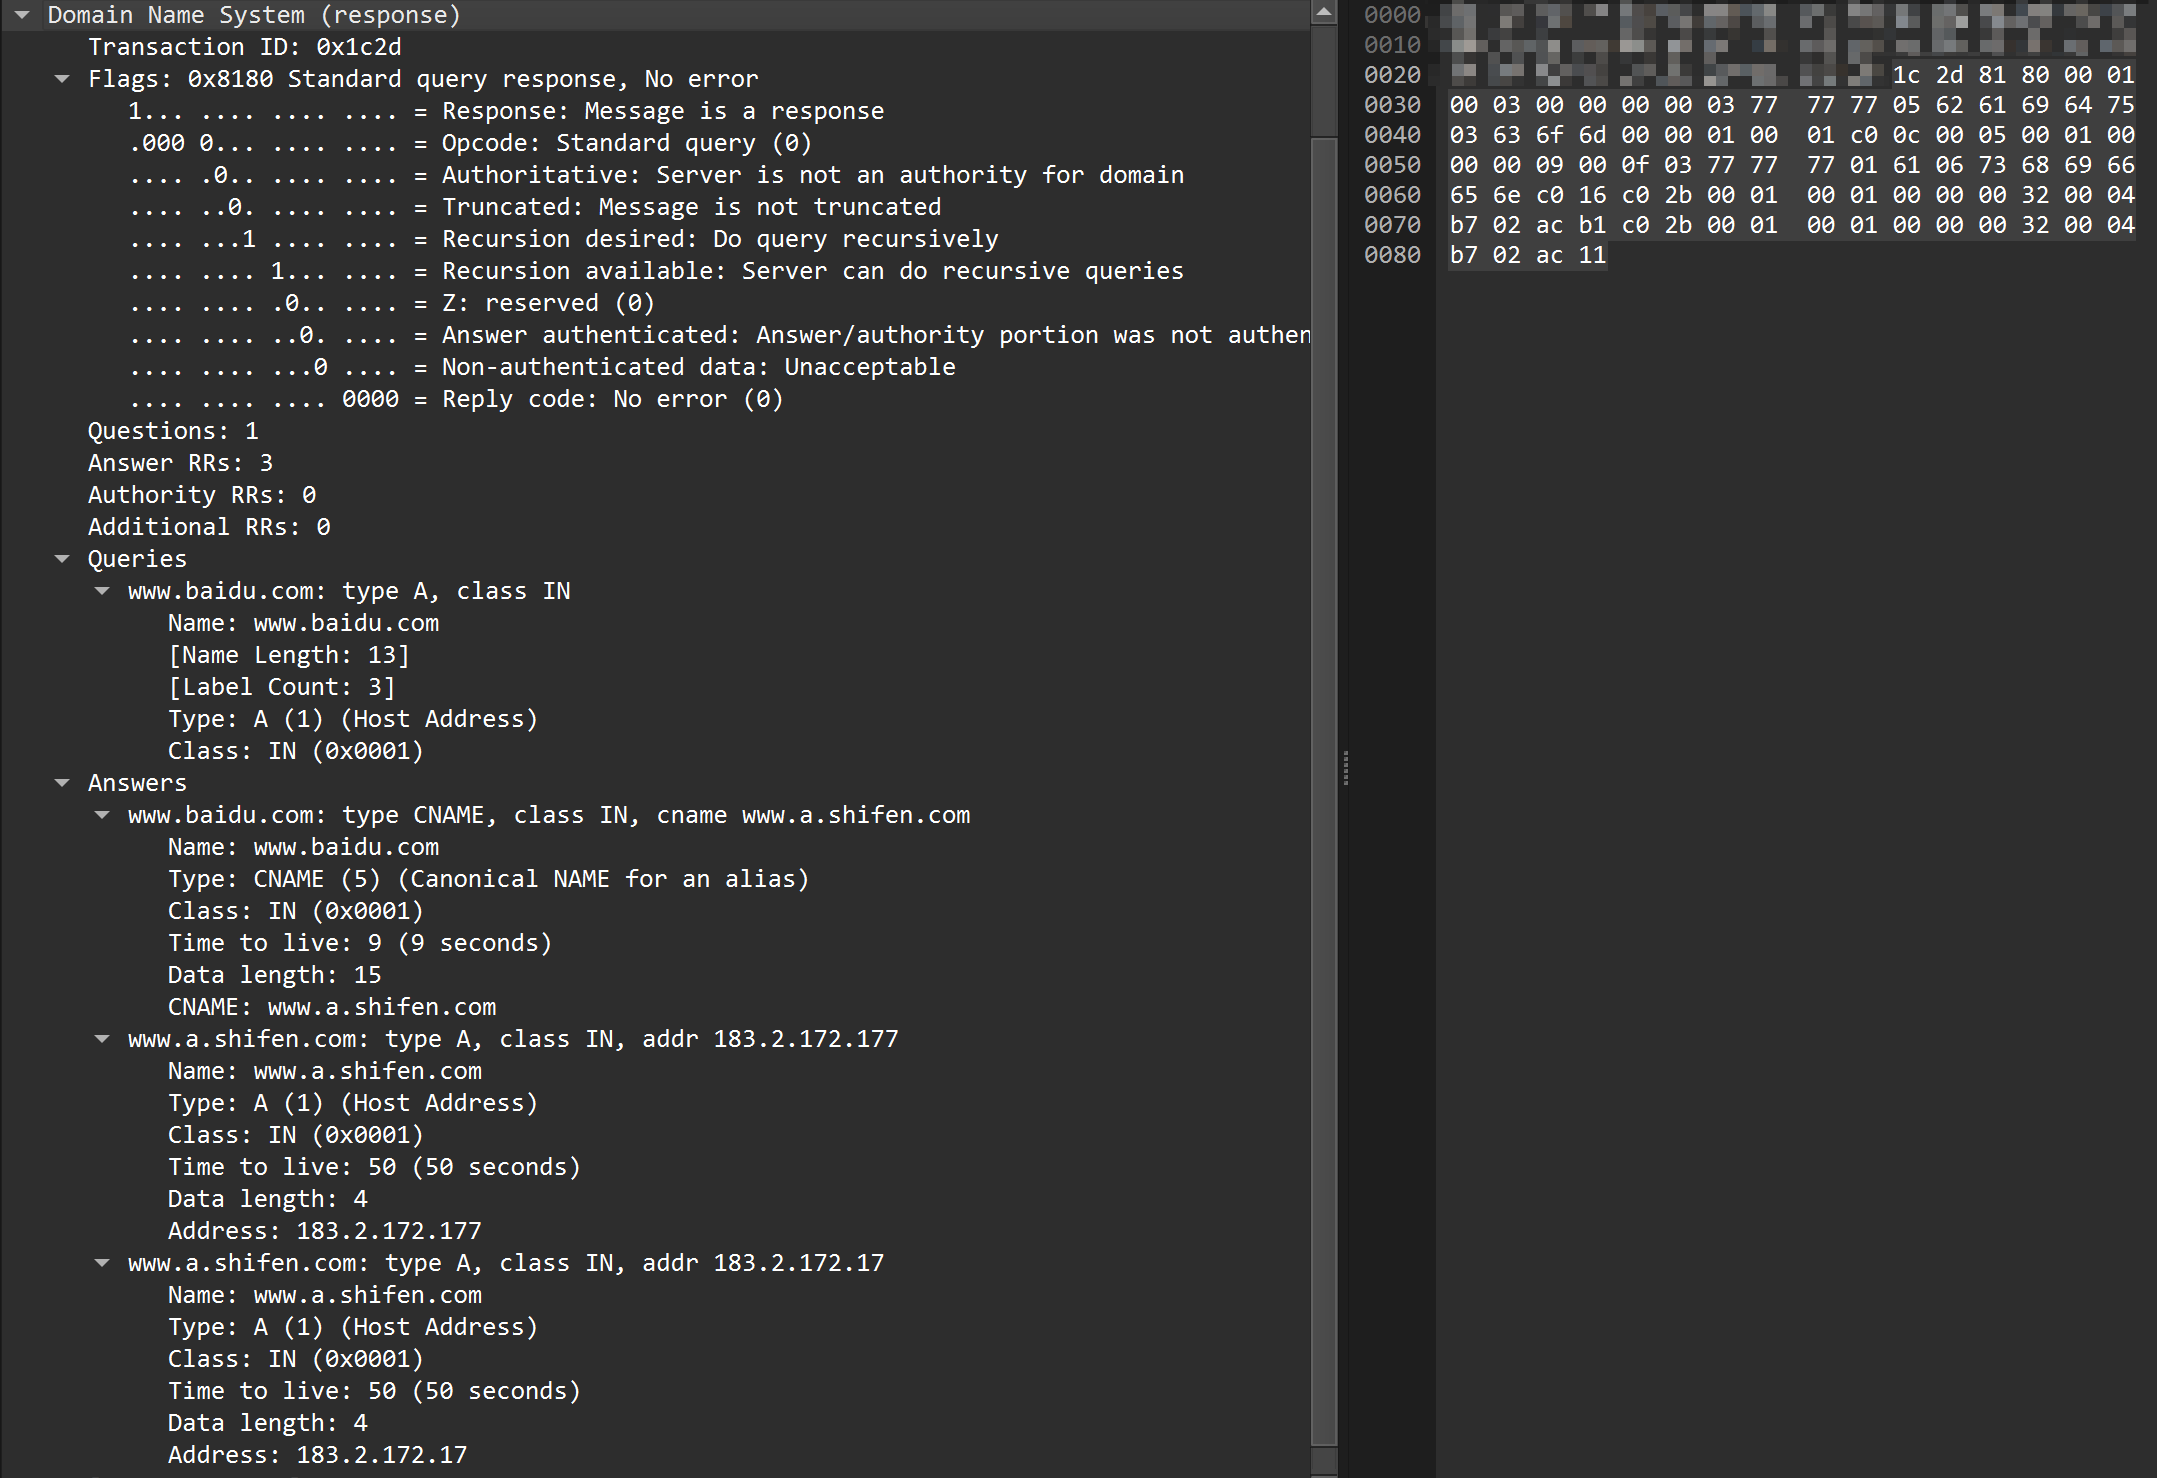 Domain Name System (response)
Transaction ID: 0x1c2d
Flags: 0x8180 Standard query response, No error
1... .... .... .... = Response: Message is a response
.000 0... .... .... = Opcode: Standard query (0)
.... .0.. .... .... = Authoritative: Server is not an authority for domain
.... ..0. .... .... = Truncated: Message is not truncated
.... ...1 .... .... = Recursion desired: Do query recursively
.... .... 1... .... = Recursion available: Server can do recursive queries
.... .... .0.. .... = Z: reserved (0)
.... .... ..0. .... = Answer authenticated: Answer/authority portion was not authen
.... .... ...0 .... = Non-authenticated data: Unacceptable
.... .... .... 0000 = Reply code: No error (0)
Questions: 1
Answer RRs: 3
Authority RRs: 0
Additional RRs: 0
Queries
www.baidu.com: type A, class IN
Name: www.baidu.com
[Name Length: 13]
[Label Count: 3]
Type: A (1) (Host Address)
Class: IN (0x0001)
Answers
www.baidu.com: type CNAME, class IN, cname www.a.shifen.com
Name: www.baidu.com
Type: CNAME (5) (Canonical NAME for an alias)
Class: IN (0x0001)
Time to live: 9 (9 seconds)
Data length: 15
CNAME: www.a.shifen.com
www.a.shifen.com: type A, class IN, addr 183.2.172.177
Name: www.a.shifen.com
Type: A (1) (Host Address)
Class: IN (0x0001)
Time to live: 50 (50 seconds)
Data length: 4
Address: 183.2.172.177
www.a.shifen.com: type A, class IN, addr 183.2.172.17
Name: www.a.shifen.com
Type: A (1) (Host Address)
Class: IN (0x0001)
Time to live: 50 (50 seconds)
Data length: 4
Address: 183.2.172.17
0000
0010
0020 1c 2d 81 80 00 01
0030 00 03 00 00 00 00 03 77 77 77 05 62 61 69 64 75
0040 03 63 6f 6d 00 00 01 00 01 c0 0c 00 05 00 01 00
0050 00 00 09 00 0f 03 77 77 77 01 61 06 73 68 69 66
0060 65 6e c0 16 c0 2b 00 01 00 01 00 00 00 32 00 04
0070 b7 02 ac b1 c0 2b 00 01 00 01 00 00 00 32 00 04
0080 b7 02 ac 11